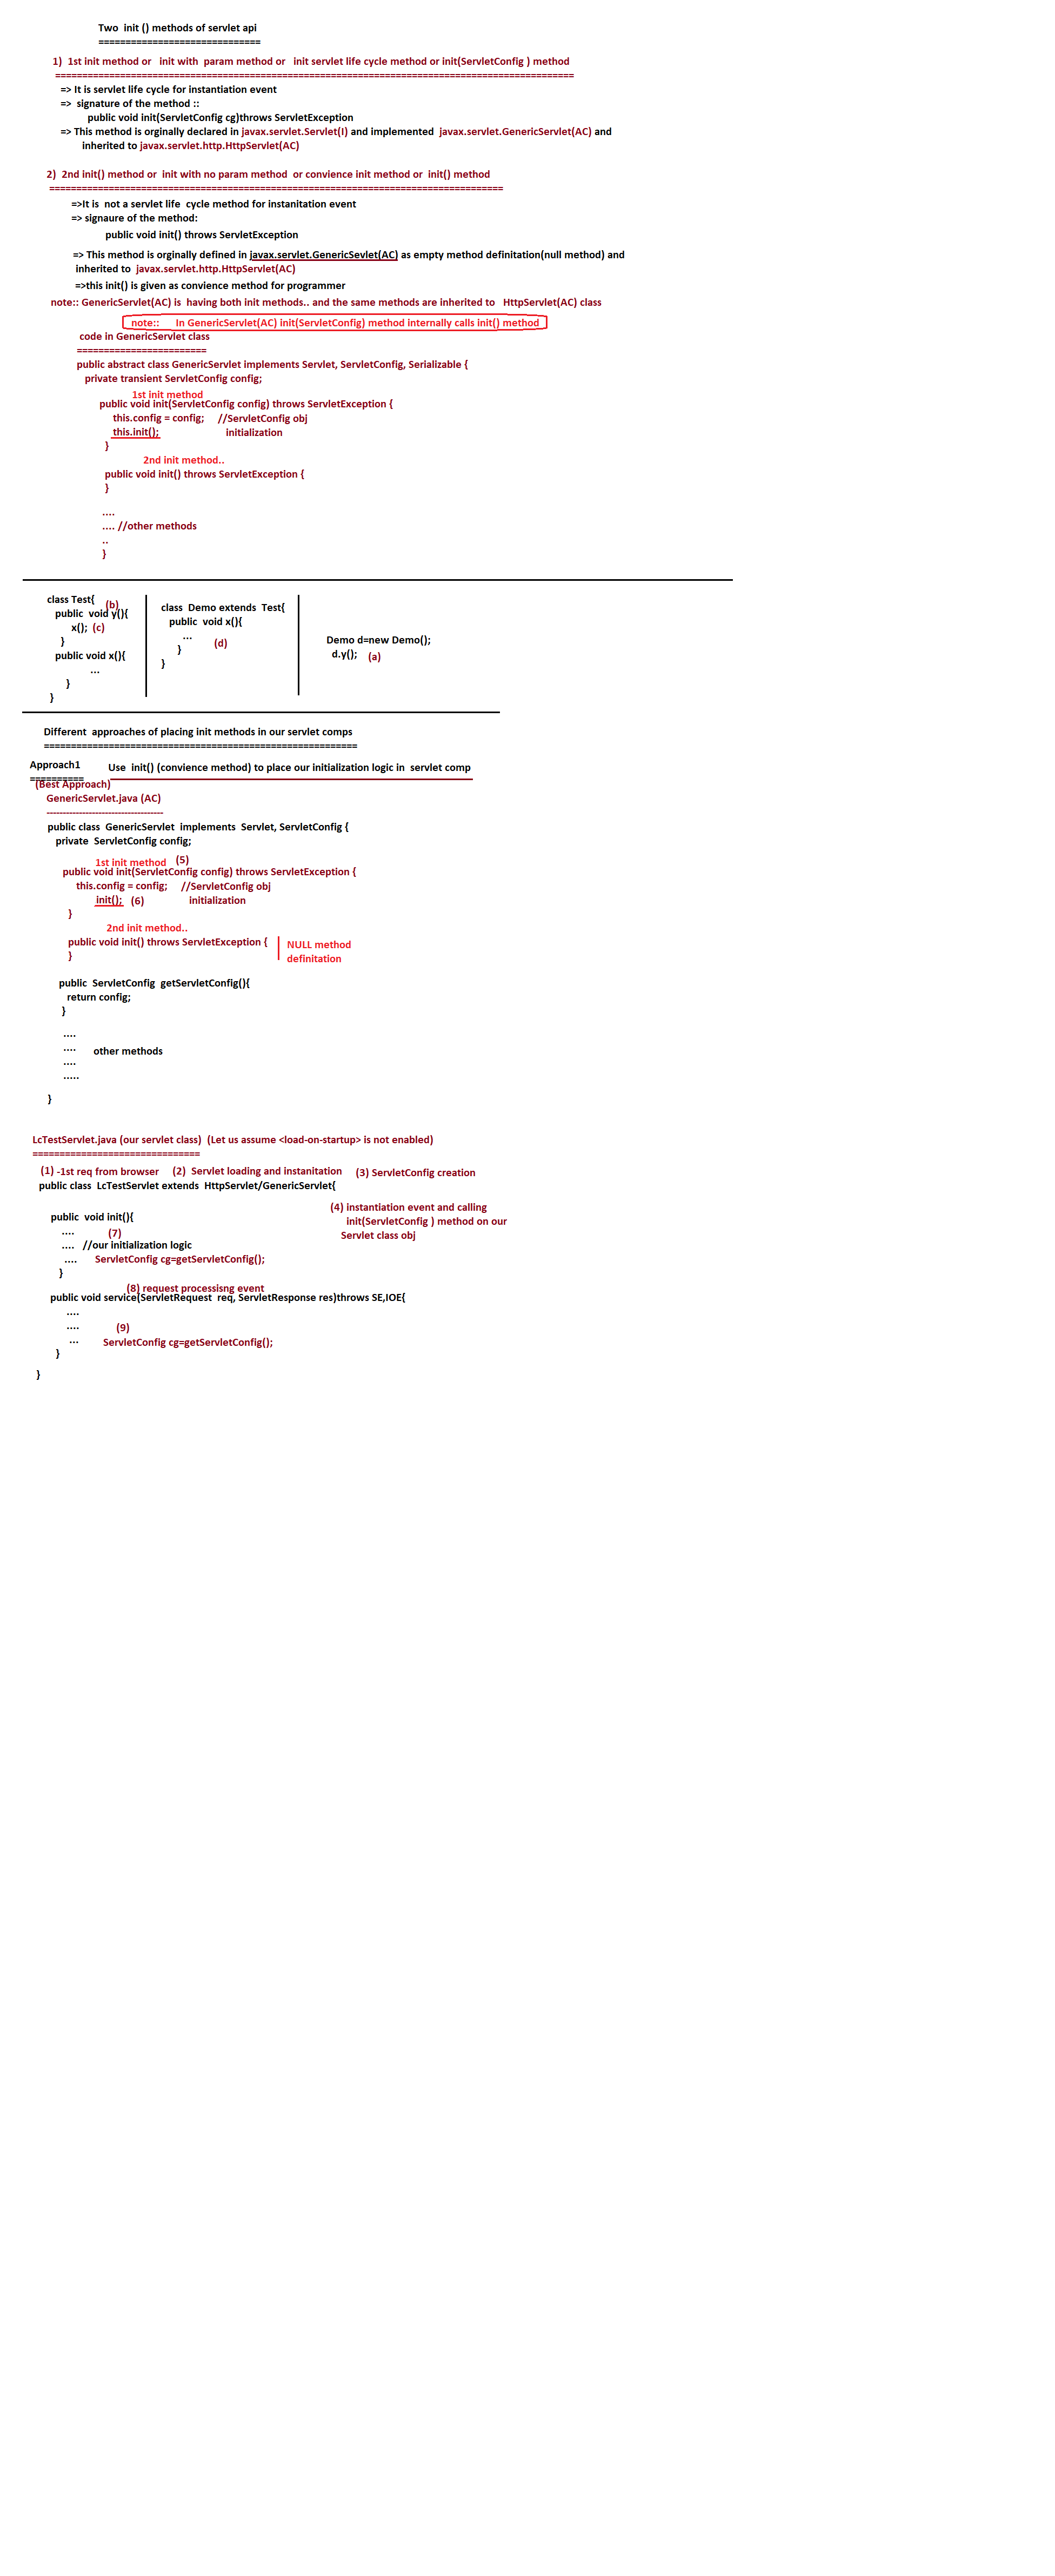 Two  init () methods of servlet api
==============================
1)  1st init method or   init with  param method or   init servlet life cycle method or init(ServletConfig ) method
================================================================================================
=> It is servlet life cycle for instantiation event
=>  signature of the method ::
public void init(ServletConfig cg)throws ServletException
=> This method is orginally declared in javax.servlet.Servlet(I) and implemented  javax.servlet.GenericServlet(AC) and
inherited to javax.servlet.http.HttpServlet(AC)
2)  2nd init() method or  init with no param method  or convience init method or  init() method
====================================================================================
=>It is  not a servlet life  cycle method for instanitation event
=> signaure of the method:
public void init() throws ServletException
=> This method is orginally defined in javax.servlet.GenericSevlet(AC) as empty method definitation(null method) and
inherited to  javax.servlet.http.HttpServlet(AC)
=>this init() is given as convience method for programmer
note:: GenericServlet(AC) is  having both init methods.. and the same methods are inherited to   HttpServlet(AC) class
note::      In GenericServlet(AC) init(ServletConfig) method internally calls init() method
code in GenericServlet class
========================
public abstract class GenericServlet implements Servlet, ServletConfig, Serializable {
private transient ServletConfig config;
1st init method
public void init(ServletConfig config) throws ServletException {
this.config = config;     //ServletConfig obj
this.init();     initialization
}
2nd init method..
public void init() throws ServletException {
}
....
.... //other methods
..
}
class Test{    (b)
public  void y(){
x();  (c)
}
public void x(){
...
}
}
class  Demo extends  Test{
public  void x(){
...     (d)
}
}
Demo d=new Demo();
d.y();    (a)
Different  approaches of placing init methods in our servlet comps
==========================================================
Approach1     Use  init() (convience method) to place our initialization logic in  servlet comp
==========
(Best Approach)
GenericServlet.java (AC)
------------------------------------
public class  GenericServlet  implements  Servlet, ServletConfig {
private  ServletConfig config;
1st init method   (5)
public void init(ServletConfig config) throws ServletException {
this.config = config;     //ServletConfig obj
init();   (6)     initialization
}
2nd init method..
public void init() throws ServletException {     NULL method
}     definitation
public  ServletConfig  getServletConfig(){
return config;
}
....
....     other methods
....
.....
}
LcTestServlet.java (our servlet class)  (Let us assume <load-on-startup> is not enabled)
===============================
(1) -1st req from browser    (2)  Servlet loading and instanitation    (3) ServletConfig creation
public class  LcTestServlet extends  HttpServlet/GenericServlet{
(4) instantiation event and calling
init(ServletConfig ) method on our
Servlet class obj
public  void init(){
....     (7)
....   //our initialization logic
....     ServletConfig cg=getServletConfig();
}
(8) request processisng event
public void service(ServletRequest  req, ServletResponse res)throws SE,IOE{
....
....     (9)
...     ServletConfig cg=getServletConfig();
}
}